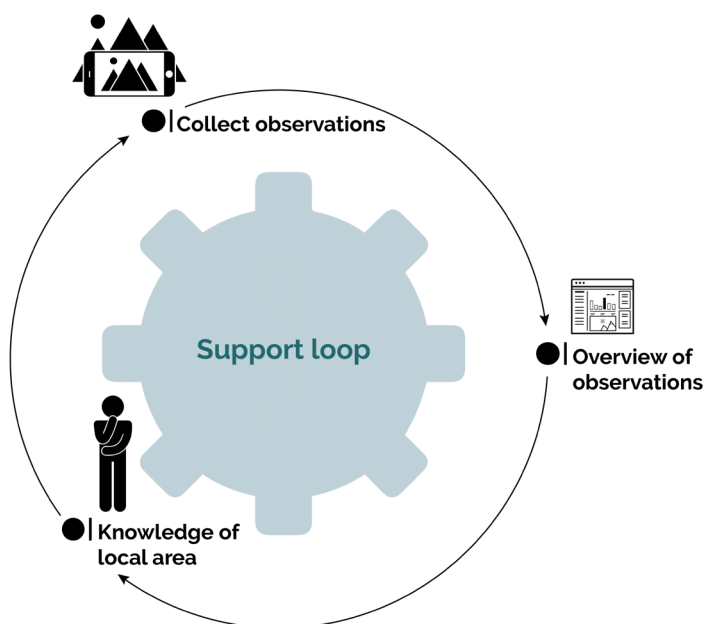 Collect observations
Support loop
Overview of
observations
Knowledge of
local area